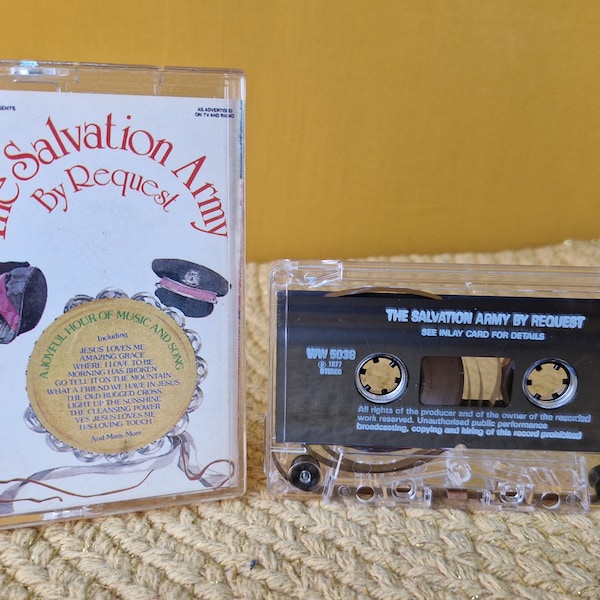 AS ADVERTISED
ON TV AND RADIO
The Salvation Army
By Request
A JOYFUL HOUR OF MUSIC AND SONG
Including
JESUS LOVES ME
AMAZING GRACE
WHERE I LOVE TO BE
MORNING HAS BROKEN
GO TELL IT ON THE MOUNTAIN
WHAT A FRIEND WE HAVE IN JESUS
THE OLD RUGGED CROSS
LIGHT UP THE SUNSHINE
THE CLEANSING POWER
YES JESUS LOVES ME
HIS LOVING TOUCH
And Many More
THE SALVATION ARMY BY REQUEST
SEE INLAY CARD FOR DETAILS
WW 5038
℗ 1977
STEREO
All rights of the producer and of the owner of the recorded
work reserved. Unauthorised public performance
broadcasting, copying and hiring of this record prohibited